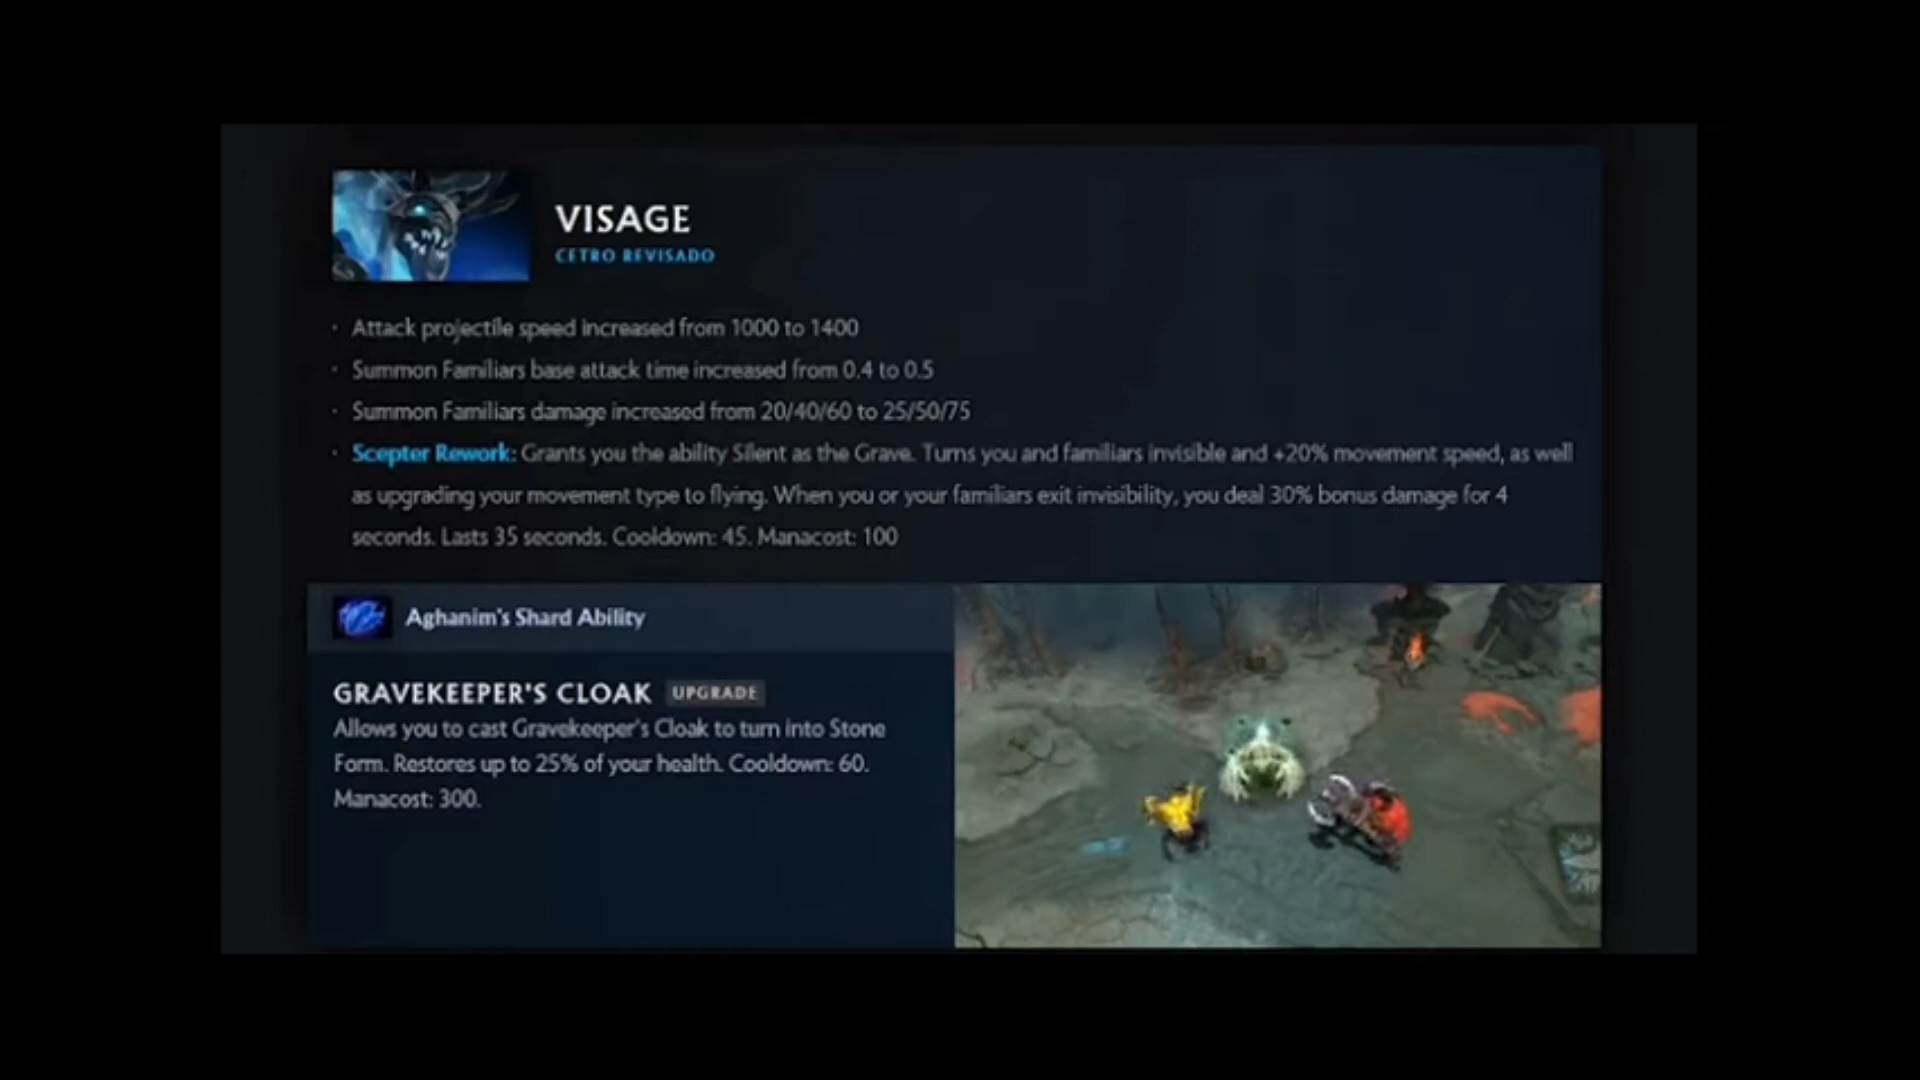 VISAGE
CETRO REVISADO
· Attack projectile speed increased from 1000 to 1400
· Summon Familiars base attack time increased from 0.4 to 0.5
· Summon Familiars damage increased from 20/40/60 to 25/50/75
· Scepter Rework: Grants you the ability Silent as the Grave. Turns you and familiars invisible and +20% movement speed, as well
as upgrading your movement type to flying. When you or your familiars exit invisibility, you deal 30% bonus damage for 4
seconds. Lasts 35 seconds. Cooldown: 45. Manacost: 100
Aghanim's Shard Ability
GRAVEKEEPER'S CLOAK UPGRADE
Allows you to cast Gravekeeper's Cloak to turn into Stone
Form. Restores up to 25% of your health. Cooldown: 60.
Manacost: 300.